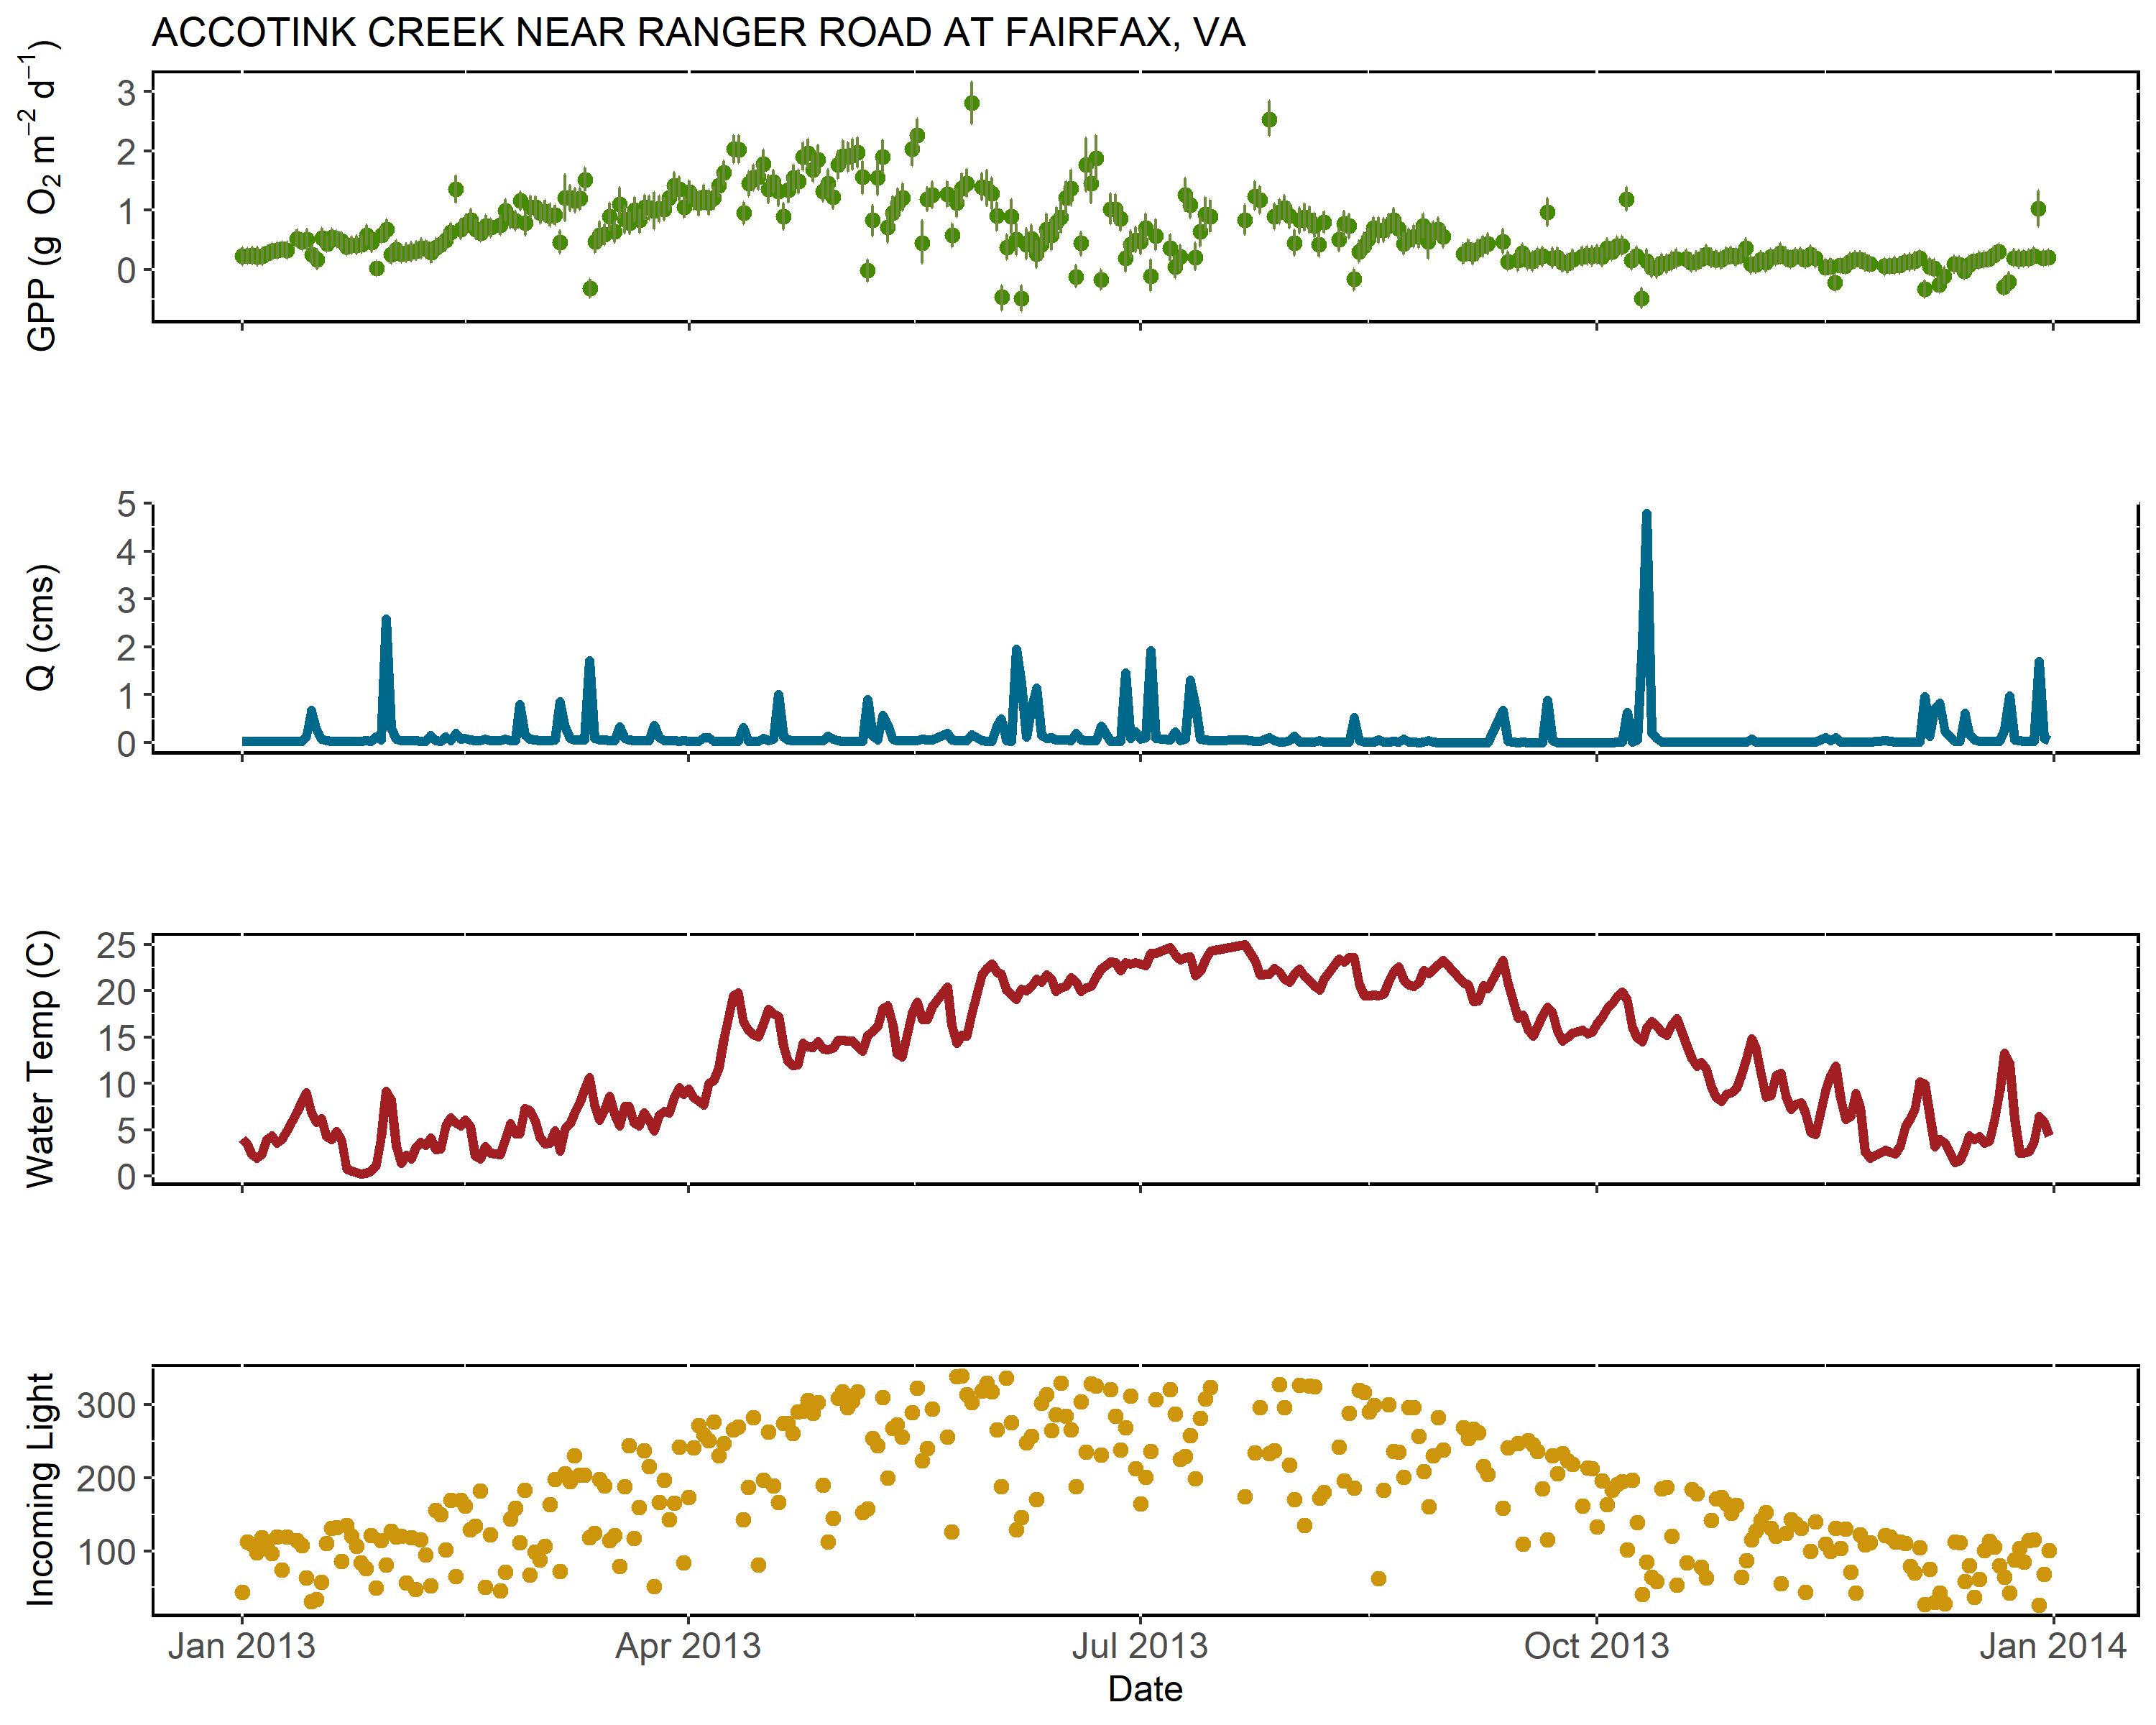 ACCOTINK CREEK NEAR RANGER ROAD AT FAIRFAX, VA
GPP (g O₂ m⁻² d⁻¹)
3
2
1
0
Q (cms)
5
4
3
2
1
0
Water Temp (C)
25
20
15
10
5
0
Incoming Light
300
200
100
Jan 2013 Apr 2013 Jul 2013 Oct 2013 Jan 2014
Date